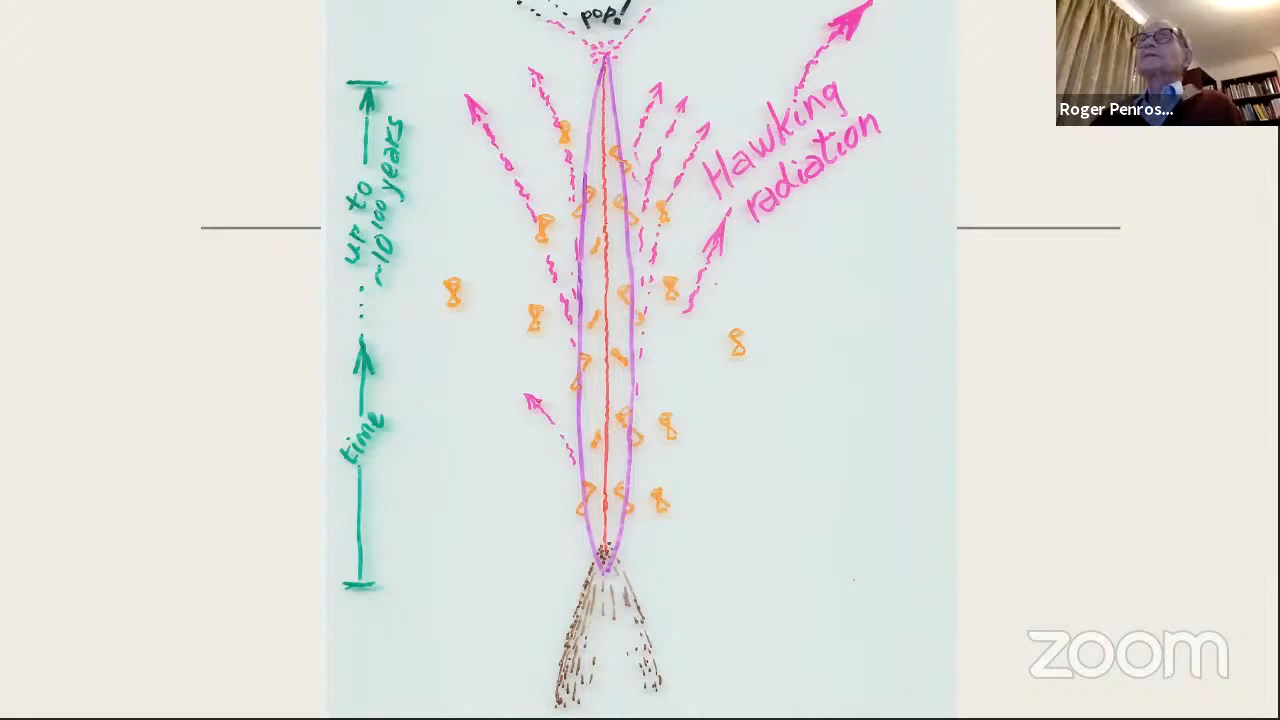 pop!
Roger Penros...
Hawking
radiation
time
... up to
~10^100 years
zoom